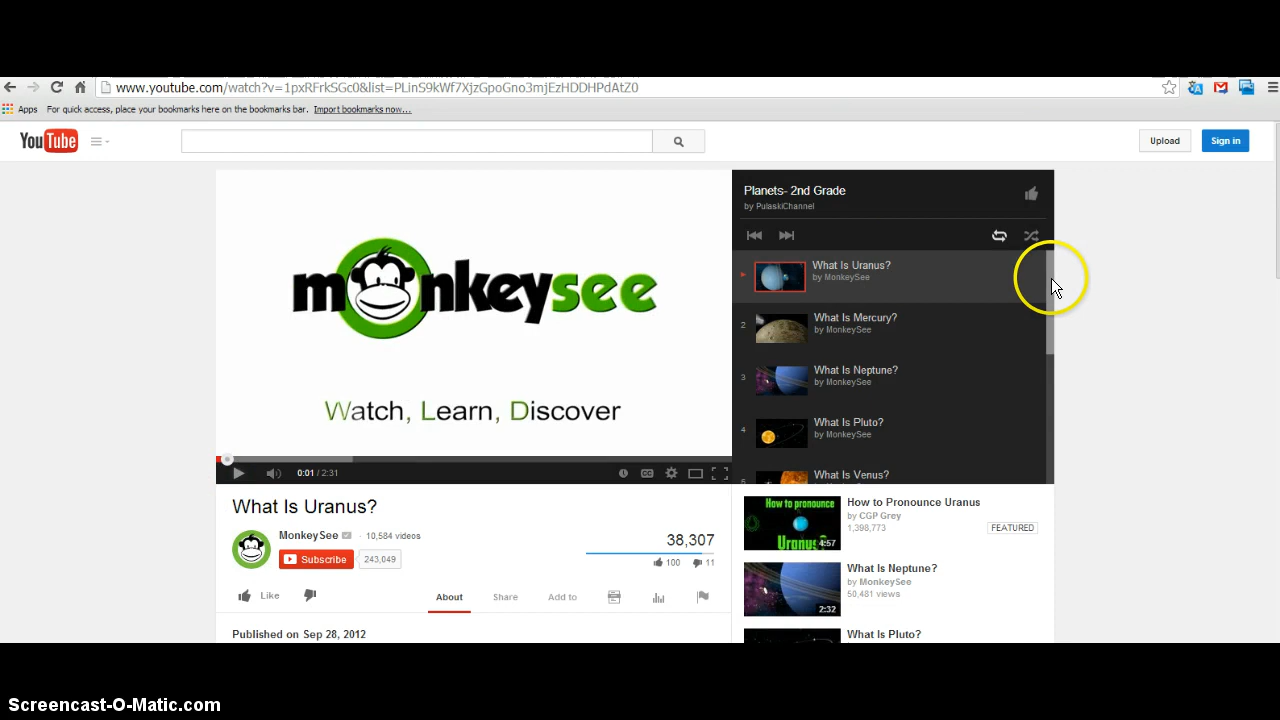 www.youtube.com/watch?v=1pxRFrkSGc0&list=PLinS9kWf7XjzGpoGno3mjEzHDDHPdAtZ0
Apps For quick access, place your bookmarks here on the bookmarks bar. Import bookmarks now...
YouTube
Upload
Sign in
monkeysee
Watch, Learn, Discover
0:01 / 2:31
CC
Planets- 2nd Grade
by PulaskiChannel
What Is Uranus?
by MonkeySee
2
What Is Mercury?
by MonkeySee
3
What Is Neptune?
by MonkeySee
4
What Is Pluto?
by MonkeySee
5
What Is Venus?
What Is Uranus?
MonkeySee · 10,584 videos
Subscribe 243,049
38,307
100 11
Like
About Share Add to
Published on Sep 28, 2012
How to pronounce
Uranus
4:57
How to Pronounce Uranus
by CGP Grey
1,398,773
FEATURED
2:32
What Is Neptune?
by MonkeySee
50,481 views
What Is Pluto?
Screencast-O-Matic.com